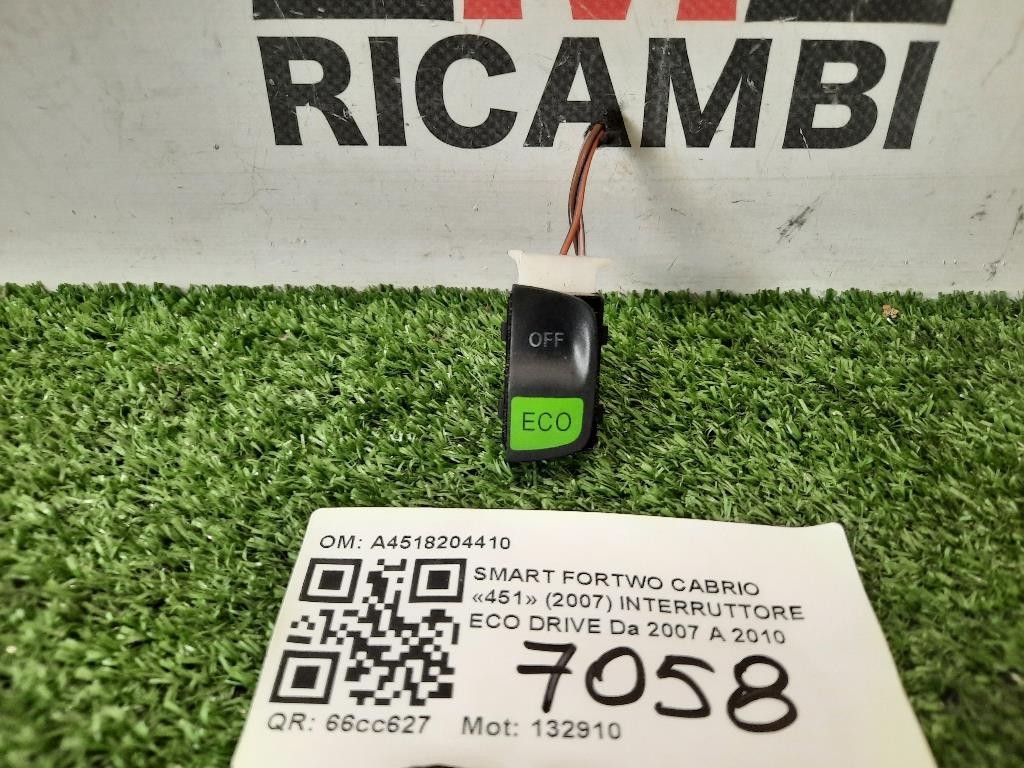 RICAMBI
OFF
ECO
OM: A4518204410
SMART FORTWO CABRIO
«451» (2007) INTERRUTTORE
ECO DRIVE Da 2007 A 2010
7058
QR: 66cc627 Mot: 132910